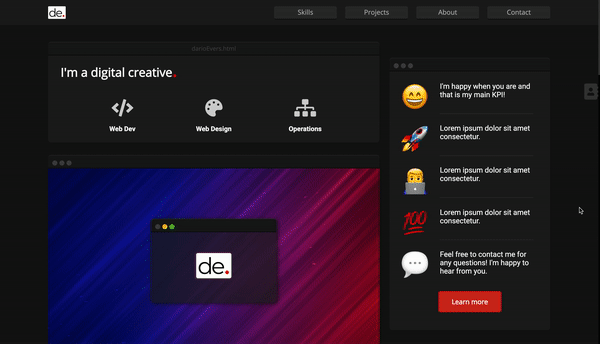 de.
Skills
Projects
About
Contact
I'm a digital creative.
Web Dev
Web Design
Operations
de.
I'm happy when you are and
that is my main KPI!
Lorem ipsum dolor sit amet
consectetur.
Lorem ipsum dolor sit amet
consectetur.
Lorem ipsum dolor sit amet
consectetur.
100
Feel free to contact me for
any questions! I'm happy to
hear from you.
Learn more